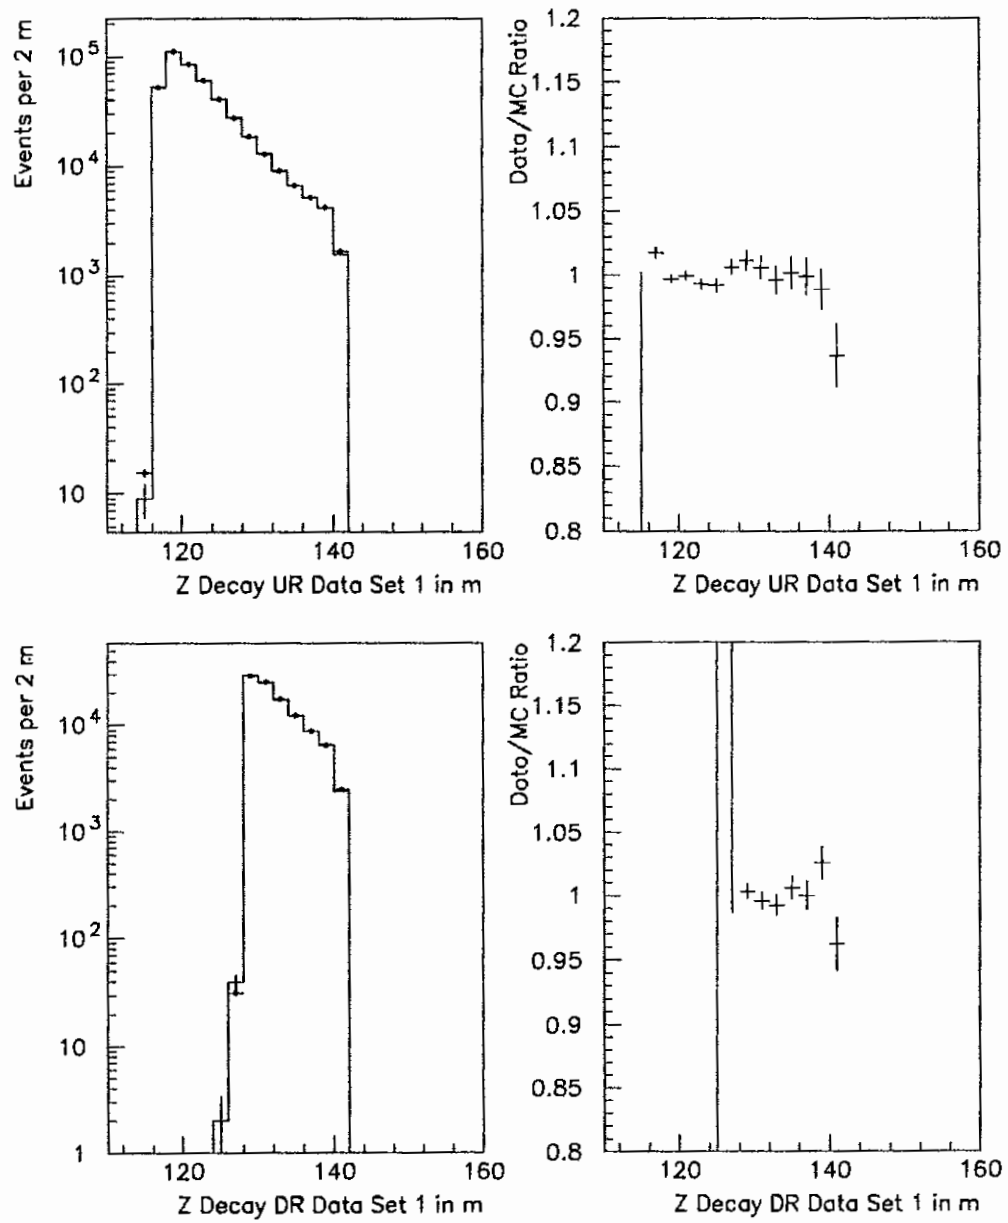 Events per 2 m
10^5
10^4
10^3
10^2
10
120 140 160
Z Decay UR Data Set 1 in m
Data/MC Ratio
1.2
1.15
1.1
1.05
1
0.95
0.9
0.85
0.8
120 140 160
Z Decay UR Data Set 1 in m
Events per 2 m
10^4
10^3
10^2
10
1
120 140 160
Z Decay DR Data Set 1 in m
Data/MC Ratio
1.2
1.15
1.1
1.05
1
0.95
0.9
0.85
0.8
120 140 160
Z Decay DR Data Set 1 in m